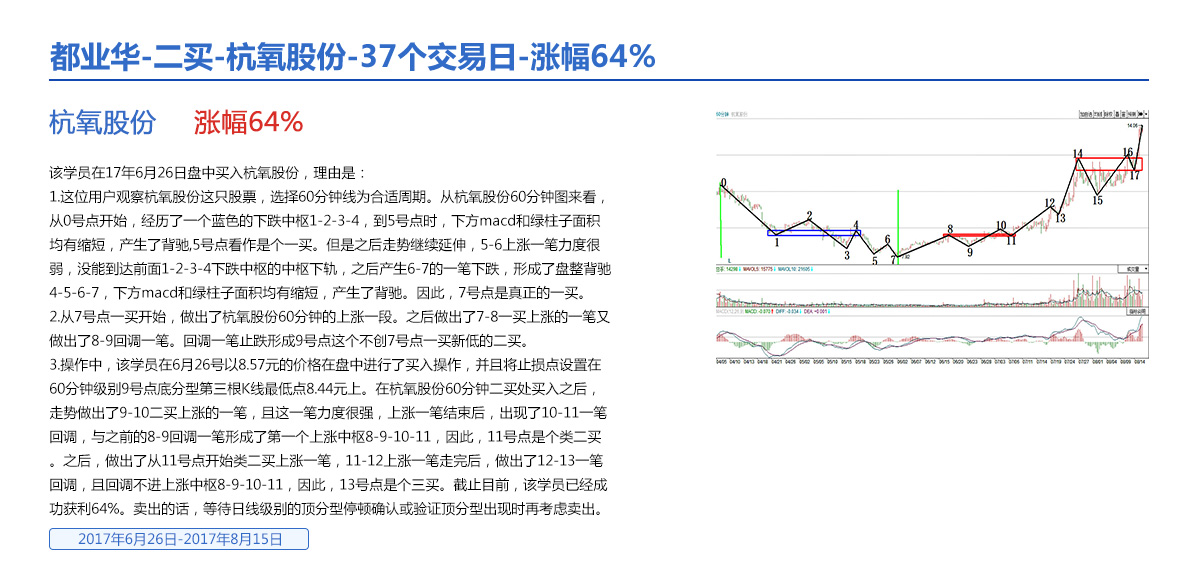 都业华-二买-杭氧股份-37个交易日-涨幅64%
杭氧股份 涨幅64%
该学员在17年6月26日盘中买入杭氧股份，理由是：
1.这位用户观察杭氧股份这只股票，选择60分钟线为合适周期。从杭氧股份60分钟图来看，
从0号点开始，经历了一个蓝色的下跌中枢1-2-3-4，到5号点时，下方macd和绿柱子面积
均有缩短，产生了背驰,5号点看作是个一买。但是之后走势继续延伸，5-6上涨一笔力度很
弱，没能到达前面1-2-3-4下跌中枢的中枢下轨，之后产生6-7的一笔下跌，形成了盘整背驰
4-5-6-7，下方macd和绿柱子面积均有缩短，产生了背驰。因此，7号点是真正的一买。
2.从7号点一买开始，做出了杭氧股份60分钟的上涨一段。之后做出了7-8一买上涨的一笔又
做出了8-9回调一笔。回调一笔止跌形成9号点这个不创7号点一买新低的二买。
3.操作中，该学员在6月26号以8.57元的价格在盘中进行了买入操作，并且将止损点设置在
60分钟级别9号点底分型第三根K线最低点8.44元上。在杭氧股份60分钟二买处买入之后，
走势做出了9-10二买上涨的一笔，且这一笔力度很强，上涨一笔结束后，出现了10-11一笔
回调，与之前的8-9回调一笔形成了第一个上涨中枢8-9-10-11，因此，11号点是个类二买
。之后，做出了从11号点开始类二买上涨一笔，11-12上涨一笔走完后，做出了12-13一笔
回调，且回调不进上涨中枢8-9-10-11，因此，13号点是个三买。截止目前，该学员已经成
功获利64%。卖出的话，等待日线级别的顶分型停顿确认或验证顶分型出现时再考虑卖出。
2017年6月26日-2017年8月15日
60分钟 杭氧股份
0
1
2
3
4
5
6
7
8
9
10
11
12
13
14
15
16
17
成交量
04/05 04/10 04/13 04/18 04/21